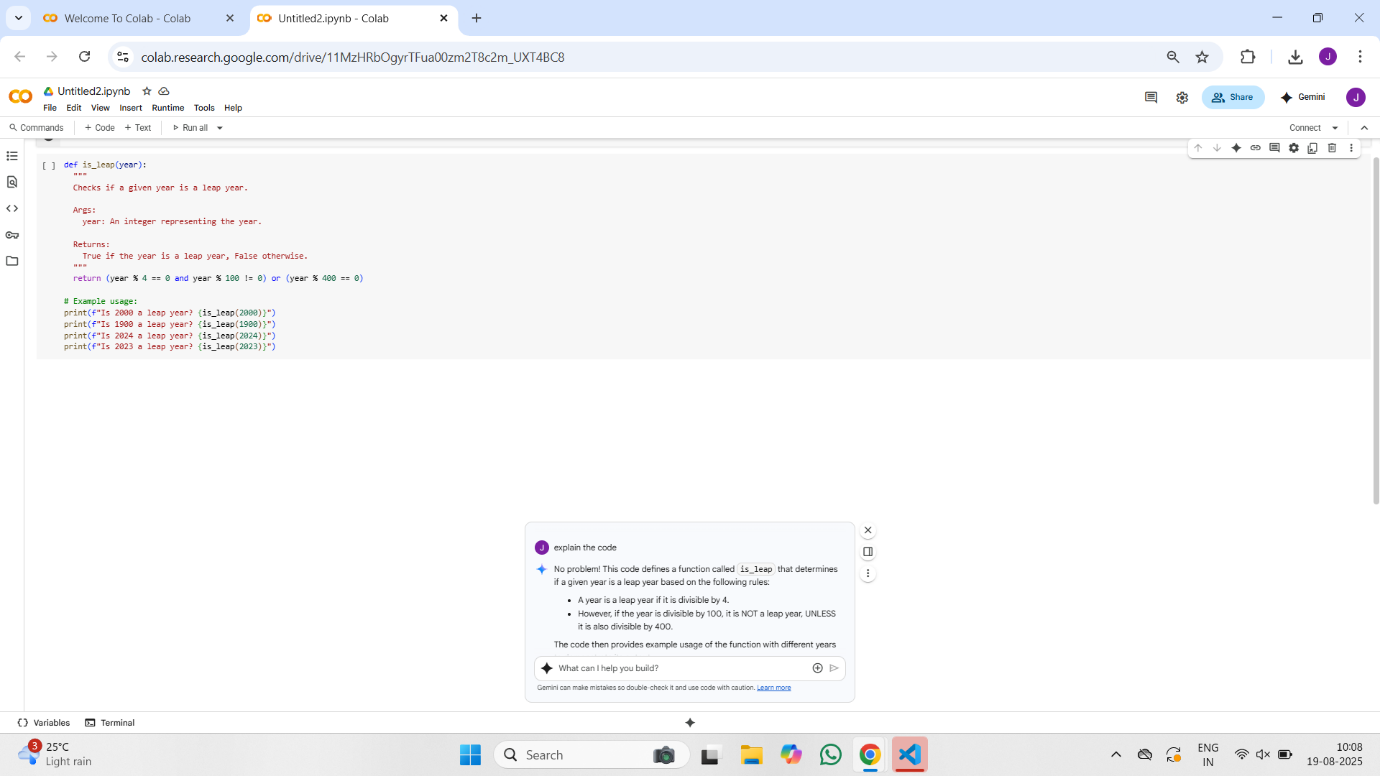 Welcome To Colab - Colab
Untitled2.ipynb - Colab
colab.research.google.com/drive/11MzHRbOgyrTFua00zm2T8c2m_UXT4BC8
J
Untitled2.ipynb
File Edit View Insert Runtime Tools Help
Share
Gemini
J
Commands + Code + Text Run all
Connect
[ ] def is_leap(year):
"""
Checks if a given year is a leap year.
Args:
year: An integer representing the year.
Returns:
True if the year is a leap year, False otherwise.
"""
return (year % 4 == 0 and year % 100 != 0) or (year % 400 == 0)
# Example usage:
print(f"Is 2000 a leap year? {is_leap(2000)}")
print(f"Is 1900 a leap year? {is_leap(1900)}")
print(f"Is 2024 a leap year? {is_leap(2024)}")
print(f"Is 2023 a leap year? {is_leap(2023)}")
J explain the code
No problem! This code defines a function called is_leap that determines
if a given year is a leap year based on the following rules:
• A year is a leap year if it is divisible by 4.
• However, if the year is divisible by 100, it is NOT a leap year, UNLESS
it is also divisible by 400.
The code then provides example usage of the function with different years
What can I help you build?
Gemini can make mistakes so double-check it and use code with caution. Learn more
Variables Terminal
3
25°C
Light rain
Search
ENG
IN
10:08
19-08-2025